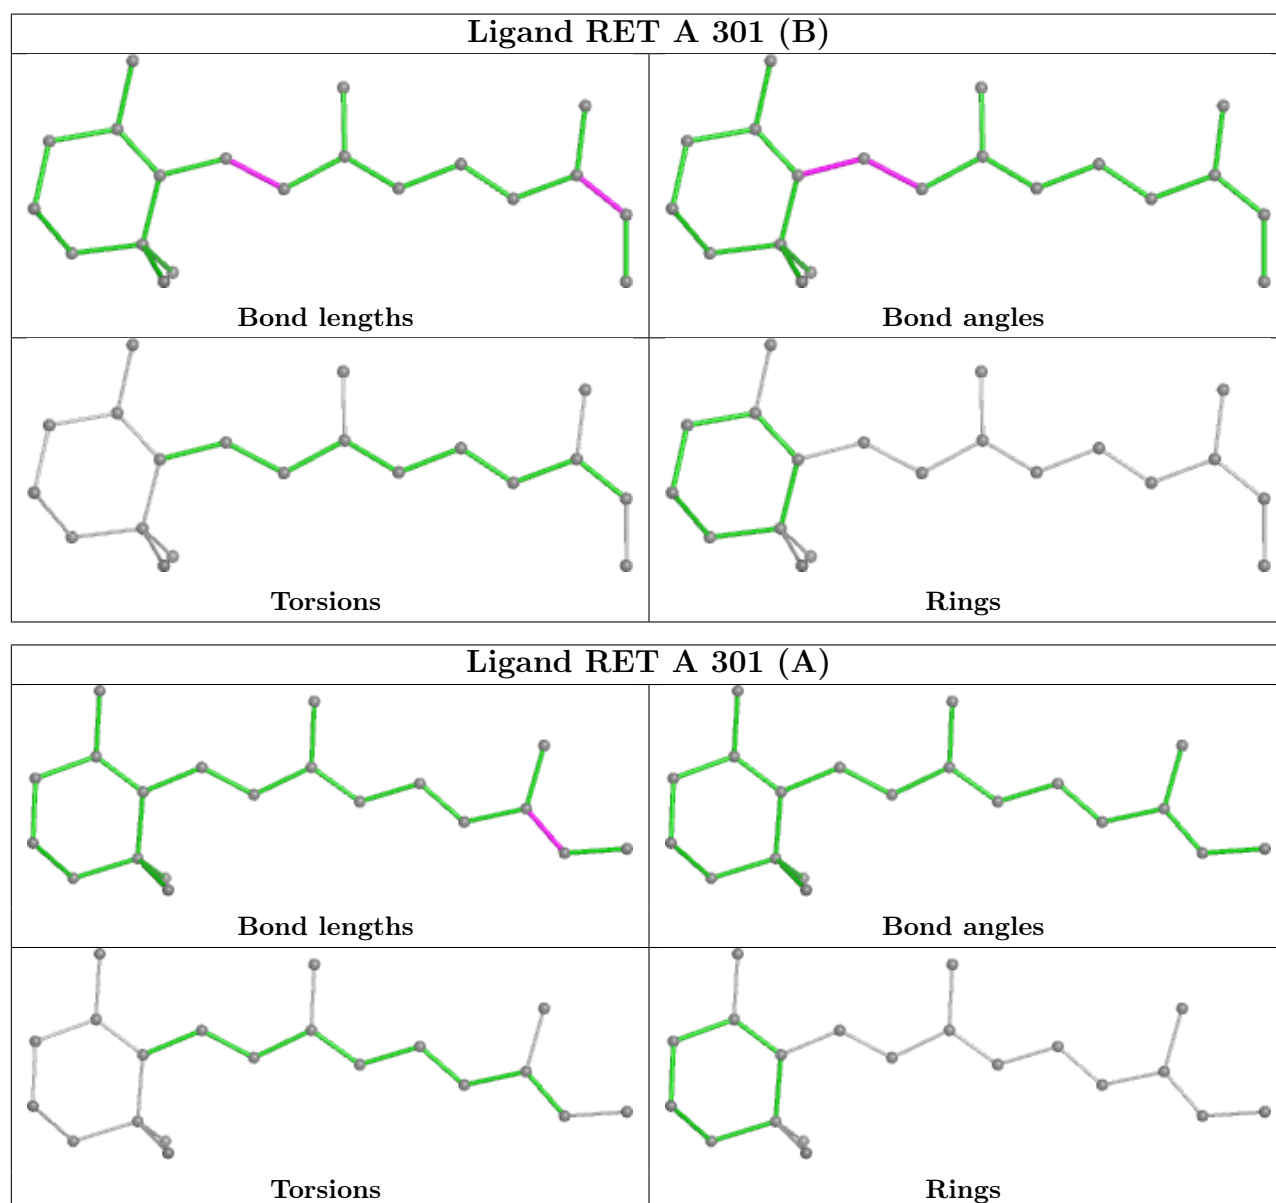 Ligand RET A 301 (B)
Bond lengths
Bond angles
Torsions
Rings
Ligand RET A 301 (A)
Bond lengths
Bond angles
Torsions
Rings